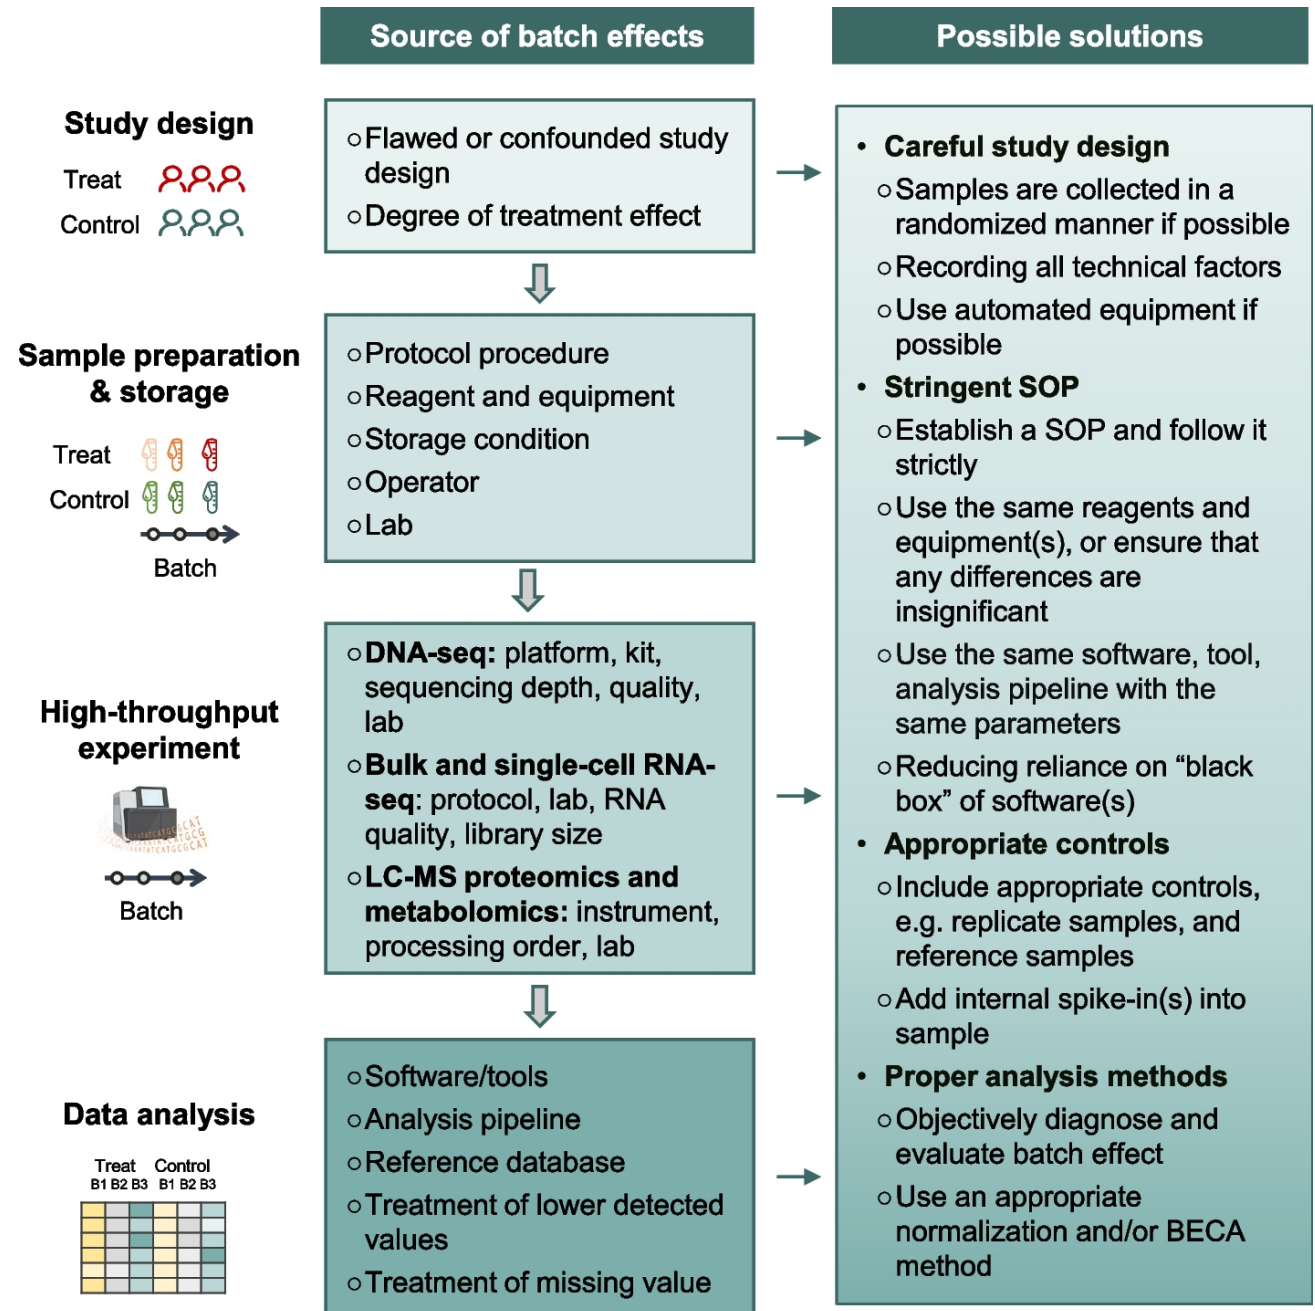 Source of batch effects
Possible solutions
Study design
Treat
Control
○Flawed or confounded study
design
○Degree of treatment effect
Sample preparation
& storage
Treat
Control
Batch
○Protocol procedure
○Reagent and equipment
○Storage condition
○Operator
○Lab
High-throughput
experiment
Batch
○DNA-seq: platform, kit,
sequencing depth, quality,
lab
○Bulk and single-cell RNA-
seq: protocol, lab, RNA
quality, library size
○LC-MS proteomics and
metabolomics: instrument,
processing order, lab
Data analysis
Treat Control
B1 B2 B3 B1 B2 B3
○Software/tools
○Analysis pipeline
○Reference database
○Treatment of lower detected
values
○Treatment of missing value
• Careful study design
○Samples are collected in a
randomized manner if possible
○Recording all technical factors
○Use automated equipment if
possible
• Stringent SOP
○Establish a SOP and follow it
strictly
○Use the same reagents and
equipment(s), or ensure that
any differences are
insignificant
○Use the same software, tool,
analysis pipeline with the
same parameters
○Reducing reliance on “black
box” of software(s)
• Appropriate controls
○Include appropriate controls,
e.g. replicate samples, and
reference samples
○Add internal spike-in(s) into
sample
• Proper analysis methods
○Objectively diagnose and
evaluate batch effect
○Use an appropriate
normalization and/or BECA
method